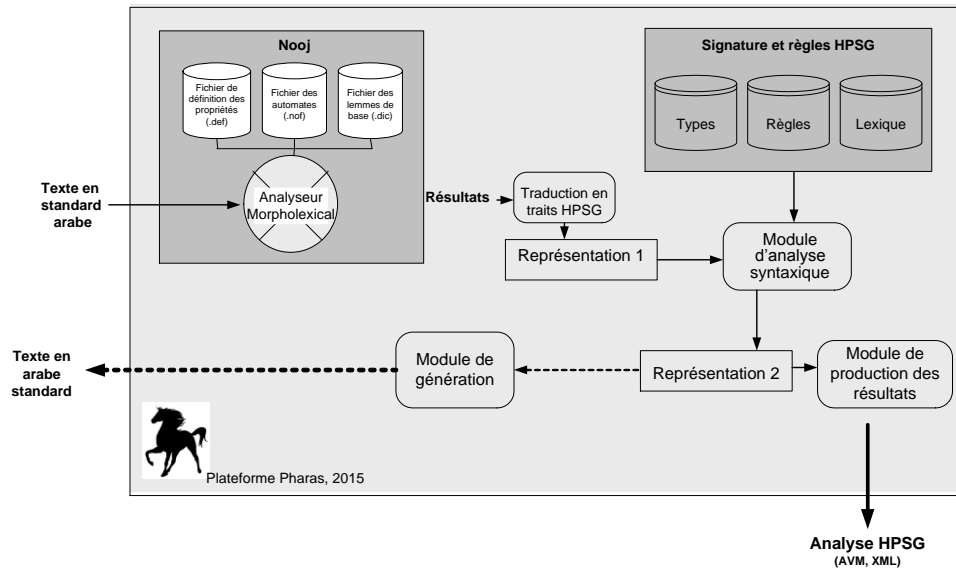 Nooj
Fichier de
définition des
propriétés
(.def)
Fichier des
automates
(.nof)
Fichier des
lemmes de
base (.dic)
Analyseur
Morpholexical
Texte en
standard
arabe
Résultats
Traduction en
traits HPSG
Représentation 1
Signature et règles HPSG
Types
Règles
Lexique
Module
d'analyse
syntaxique
Représentation 2
Module de
production des
résultats
Module de
génération
Texte en
arabe
standard
Plateforme Pharas, 2015
Analyse HPSG
(AVM, XML)